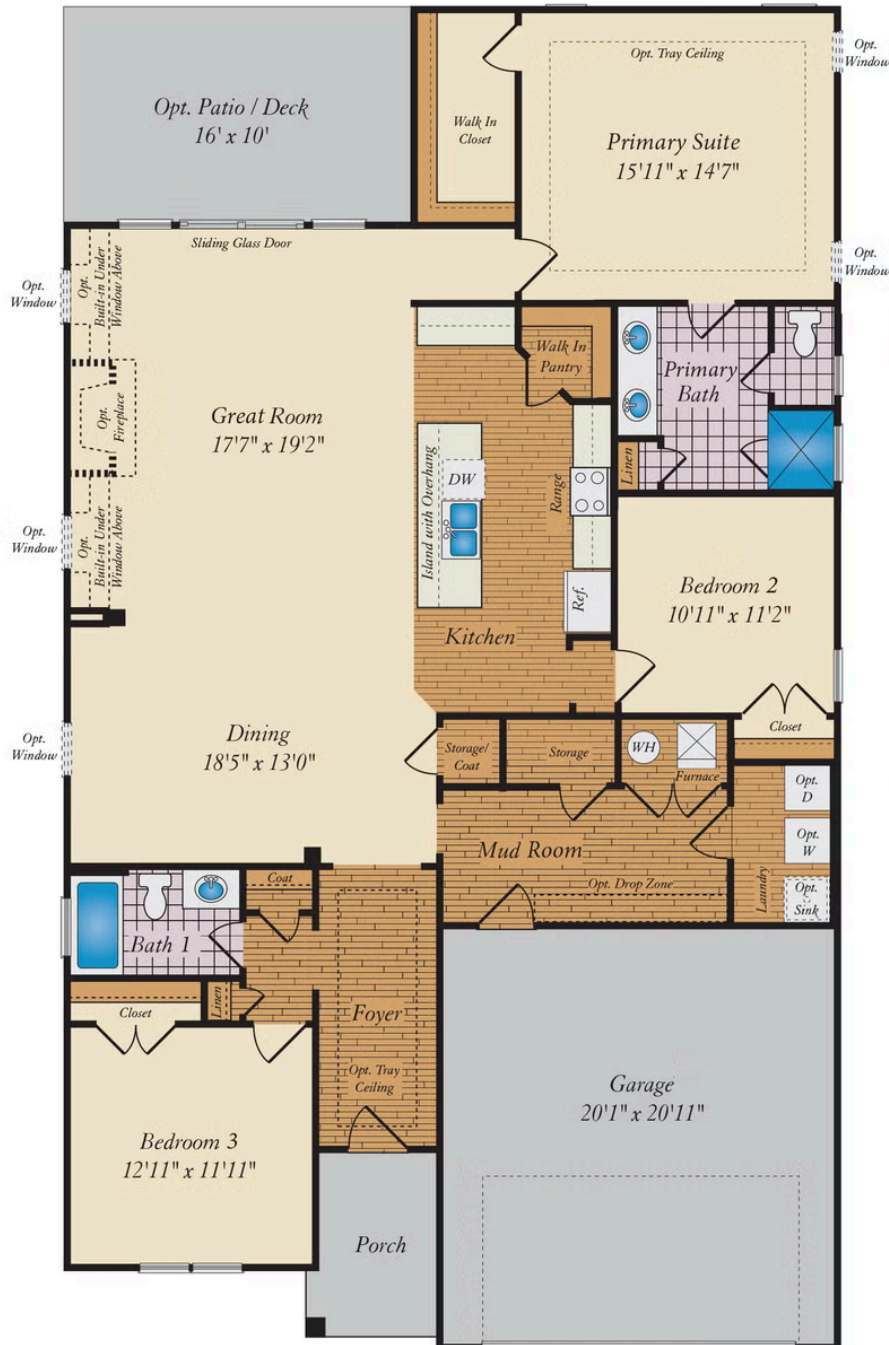 Opt. Patio / Deck
16' x 10'
Walk In
Closet
Opt. Tray Ceiling
Primary Suite
15'11" x 14'7"
Opt.
Window
Sliding Glass Door
Opt.
Window
Opt.
Window
Opt.
Built-in Under
Window Above
Walk In
Pantry
Primary
Bath
Great Room
17'7" x 19'2"
Opt.
Fireplace
Island with Overhang
DW
Range
Linen
Opt.
Window
Opt.
Built-in Under
Window Above
Ref.
Bedroom 2
10'11" x 11'2"
Kitchen
Opt.
Window
Dining
18'5" x 13'0"
Storage/
Coat
Storage
WH
Furnace
Closet
Opt.
D
Opt.
W
Mud Room
Opt. Drop Zone
Laundry
Opt.
Sink
Coat
Bath 1
Closet
Linen
Foyer
Opt. Tray
Ceiling
Bedroom 3
12'11" x 11'11"
Garage
20'1" x 20'11"
Porch